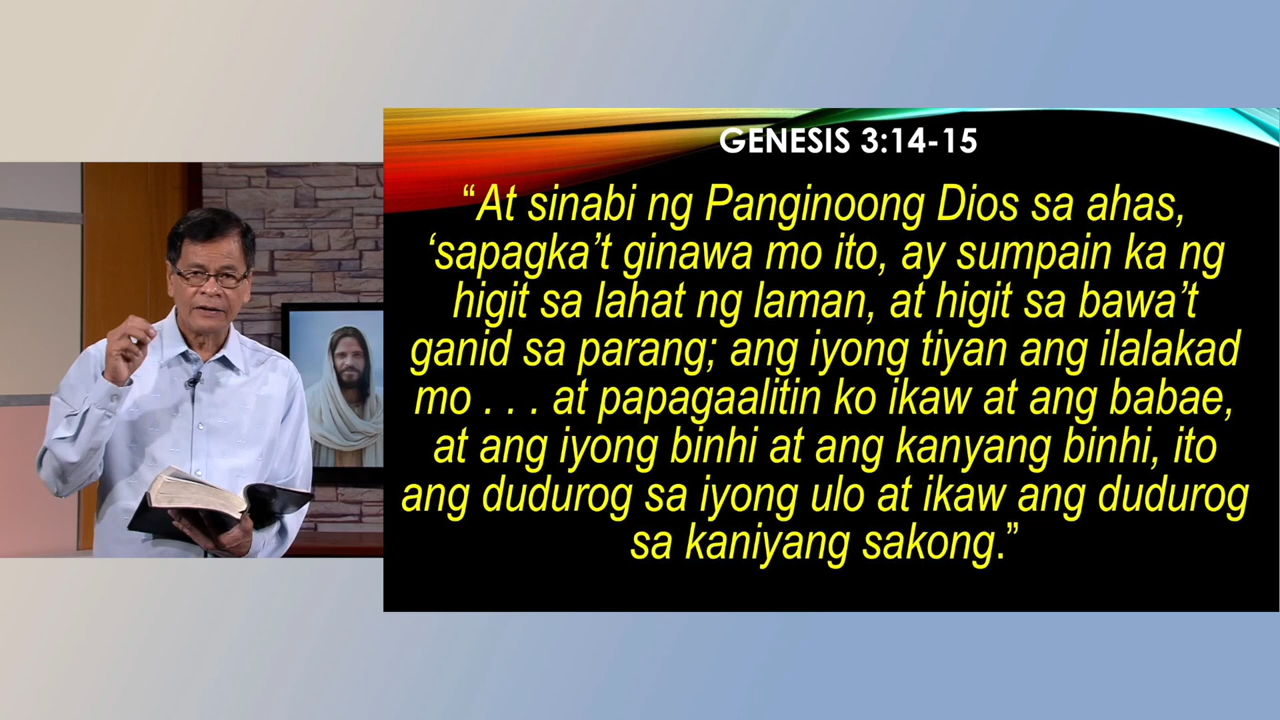 GENESIS 3:14-15
“At sinabi ng Panginoong Dios sa ahas,
‘sapagka’t ginawa mo ito, ay sumpain ka ng
higit sa lahat ng laman, at higit sa bawa’t
ganid sa parang; ang iyong tiyan ang ilalakad
mo . . . at papagaalitin ko ikaw at ang babae,
at ang iyong binhi at ang kanyang binhi, ito
ang dudurog sa iyong ulo at ikaw ang dudurog
sa kaniyang sakong.”